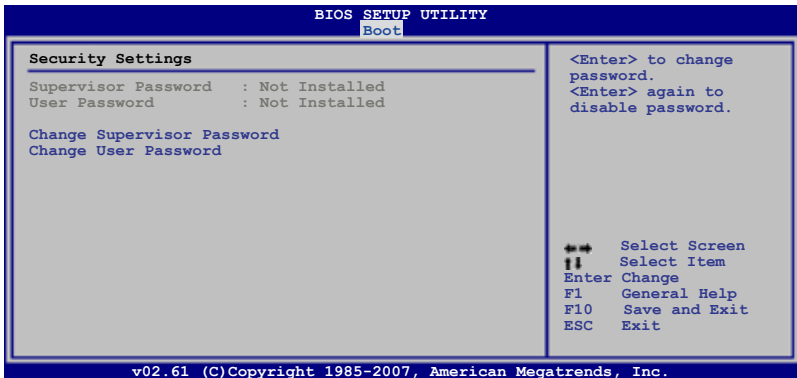 BIOS SETUP UTILITY
Boot
Security Settings
Supervisor Password : Not Installed
User Password : Not Installed
Change Supervisor Password
Change User Password
<Enter> to change
password.
<Enter> again to
disable password.
←→ Select Screen
↑↓ Select Item
Enter Change
F1 General Help
F10 Save and Exit
ESC Exit
v02.61 (C)Copyright 1985-2007, American Megatrends, Inc.